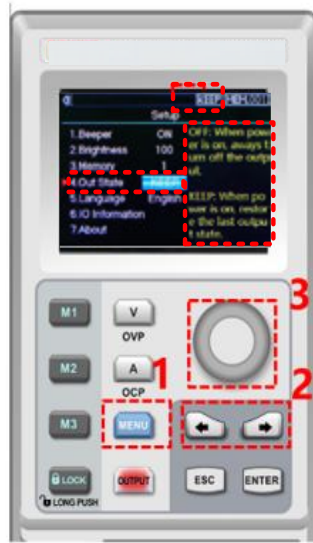 STEP:
Setup
1.Beeper ON
2.Brightness 100
3.Memory 1
4.Out State
5.Language English
6.IO Information
7.About
OFF: When pow
er is on, aways t
urn off the outp
ut.
KEEP: When po
wer is on, restor
e the last outpu
t state.
3
M1
V
OVP
M2
A
1
OCP
2
M3
MENU
LOCK
OUTPUT
ESC
ENTER
LONG PUSH